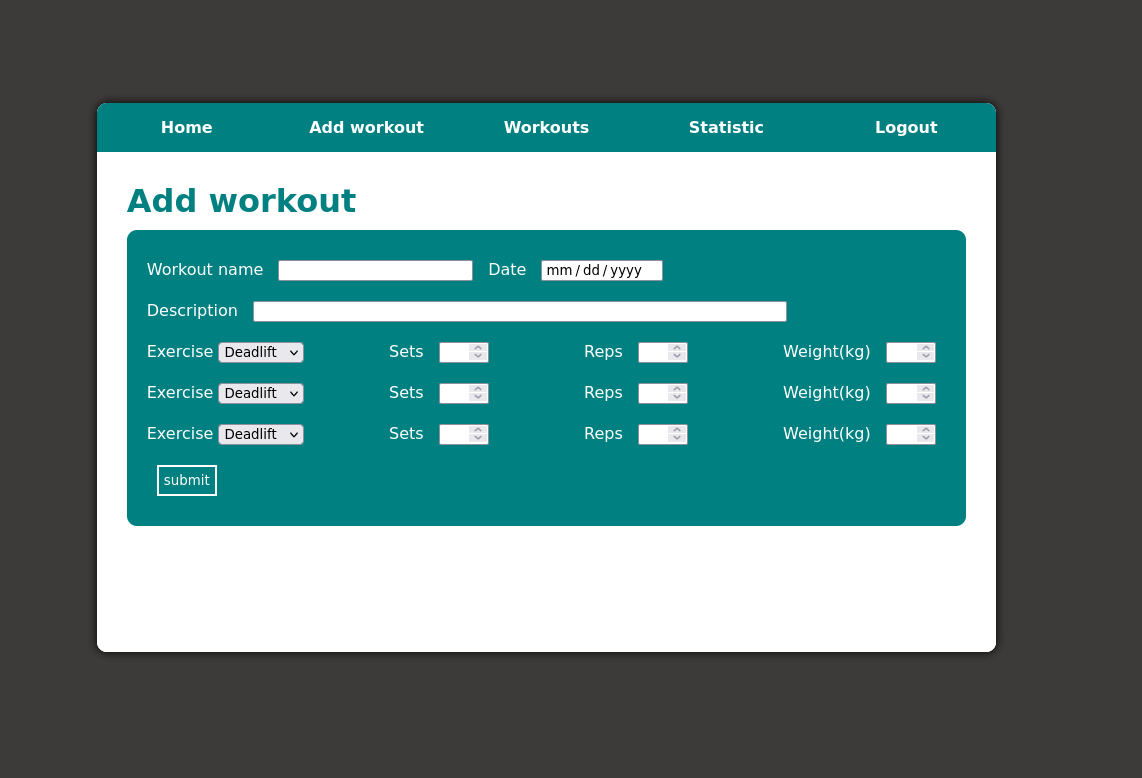 Home Add workout Workouts Statistic Logout
Add workout
Workout name Date mm/dd/yyyy
Description
Exercise Deadlift Sets Reps Weight(kg)
Exercise Deadlift Sets Reps Weight(kg)
Exercise Deadlift Sets Reps Weight(kg)
submit